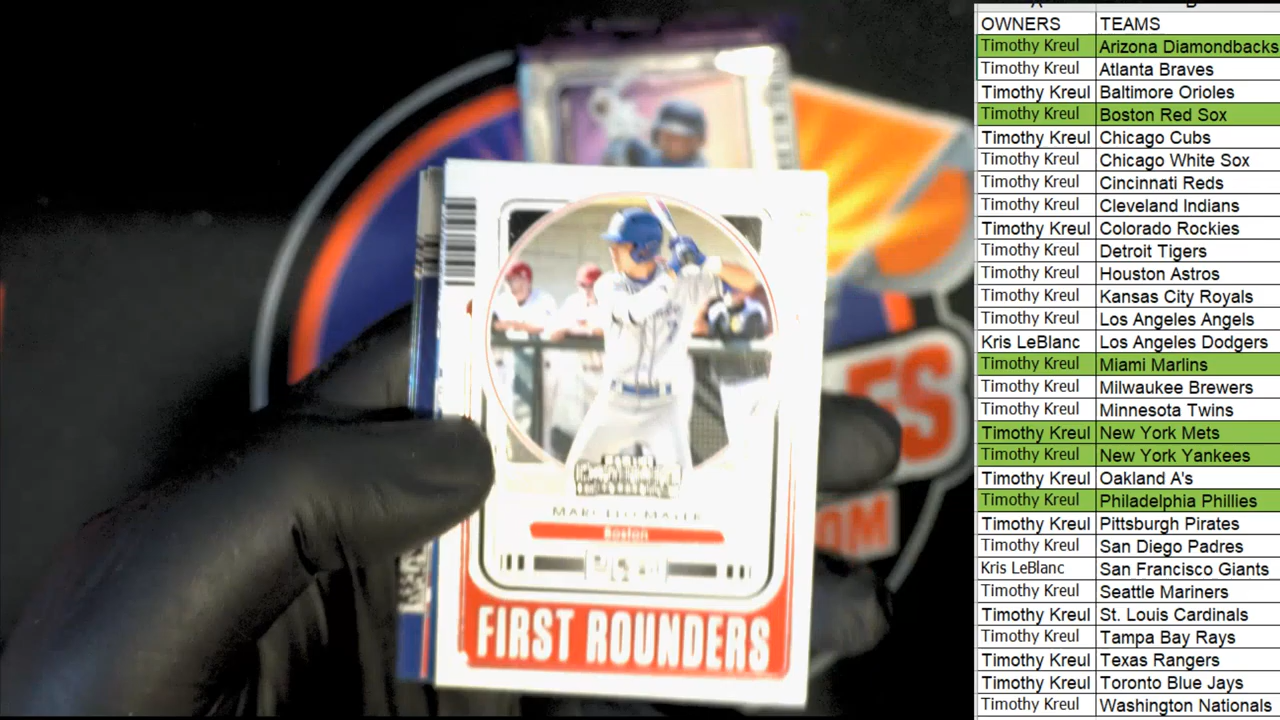 OWNERS TEAMS
Timothy Kreul Arizona Diamondbacks
Timothy Kreul Atlanta Braves
Timothy Kreul Baltimore Orioles
Timothy Kreul Boston Red Sox
Timothy Kreul Chicago Cubs
Timothy Kreul Chicago White Sox
Timothy Kreul Cincinnati Reds
Timothy Kreul Cleveland Indians
Timothy Kreul Colorado Rockies
Timothy Kreul Detroit Tigers
Timothy Kreul Houston Astros
Timothy Kreul Kansas City Royals
Timothy Kreul Los Angeles Angels
Kris LeBlanc Los Angeles Dodgers
Timothy Kreul Miami Marlins
Timothy Kreul Milwaukee Brewers
Timothy Kreul Minnesota Twins
Timothy Kreul New York Mets
Timothy Kreul New York Yankees
Timothy Kreul Oakland A's
Timothy Kreul Philadelphia Phillies
Timothy Kreul Pittsburgh Pirates
Timothy Kreul San Diego Padres
Kris LeBlanc San Francisco Giants
Timothy Kreul Seattle Mariners
Timothy Kreul St. Louis Cardinals
Timothy Kreul Tampa Bay Rays
Timothy Kreul Texas Rangers
Timothy Kreul Toronto Blue Jays
Timothy Kreul Washington Nationals
7
MARCELO MAYER
Boston
FIRST ROUNDERS